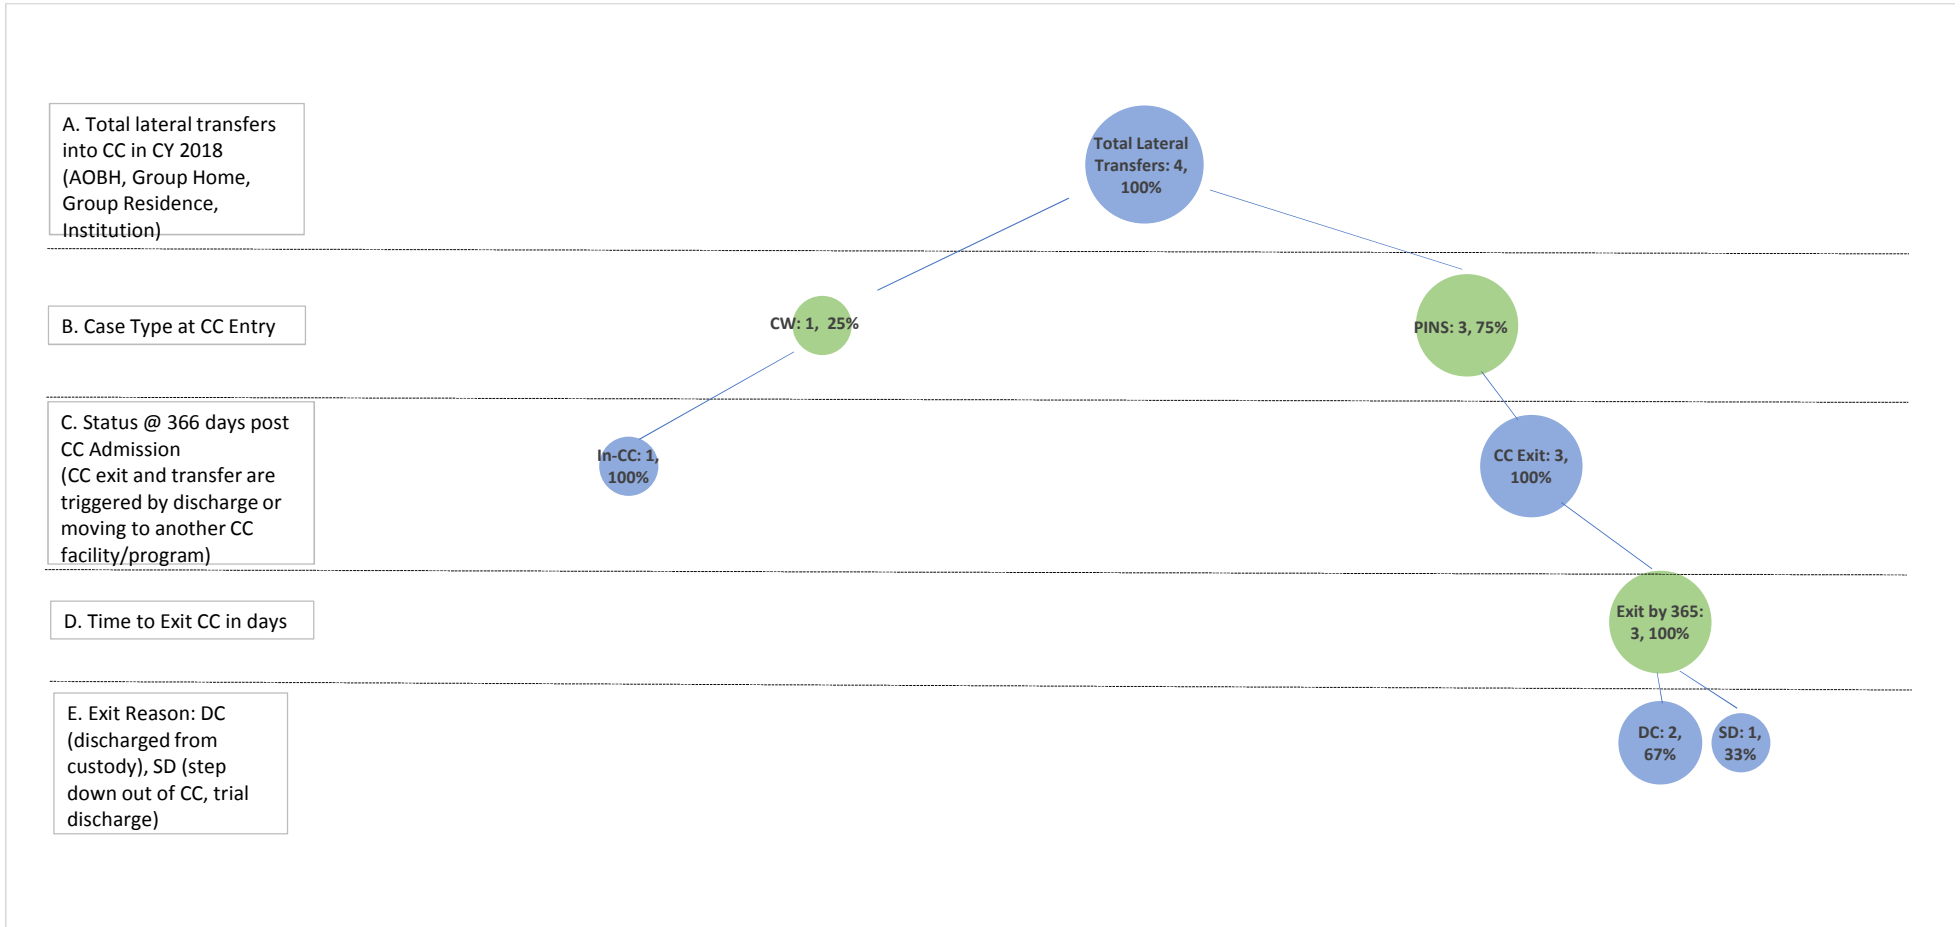 A. Total lateral transfers
into CC in CY 2018
(AOBH, Group Home,
Group Residence,
Institution)
Total Lateral
Transfers: 4,
100%
B. Case Type at CC Entry
CW: 1,  25%
PINS: 3, 75%
C. Status @ 366 days post
CC Admission
(CC exit and transfer are
triggered by discharge or
moving to another CC
facility/program)
In-CC: 1,
100%
CC Exit: 3,
100%
D. Time to Exit CC in days
Exit by 365:
3, 100%
E. Exit Reason: DC
(discharged from
custody), SD (step
down out of CC, trial
discharge)
DC: 2,
67%
SD: 1,
33%